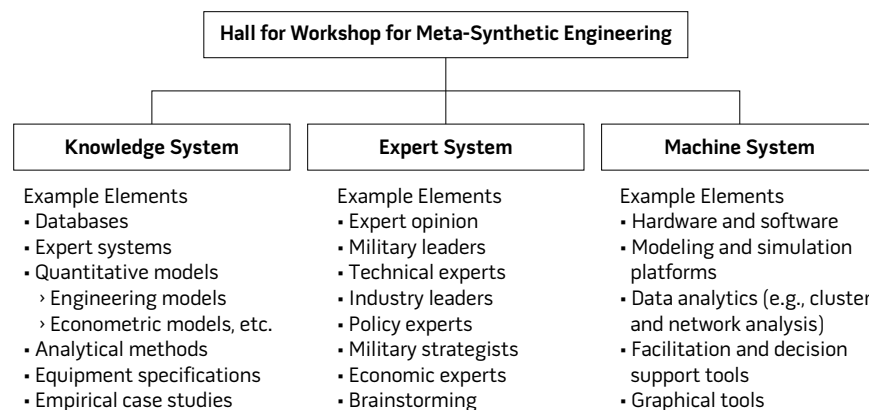 Hall for Workshop for Meta-Synthetic Engineering
Knowledge System
Example Elements
▪ Databases
▪ Expert systems
▪ Quantitative models
› Engineering models
› Econometric models, etc.
▪ Analytical methods
▪ Equipment specifications
▪ Empirical case studies
Expert System
Example Elements
▪ Expert opinion
▪ Military leaders
▪ Technical experts
▪ Industry leaders
▪ Policy experts
▪ Military strategists
▪ Economic experts
▪ Brainstorming
Machine System
Example Elements
▪ Hardware and software
▪ Modeling and simulation
platforms
▪ Data analytics (e.g., cluster
and network analysis)
▪ Facilitation and decision
support tools
▪ Graphical tools